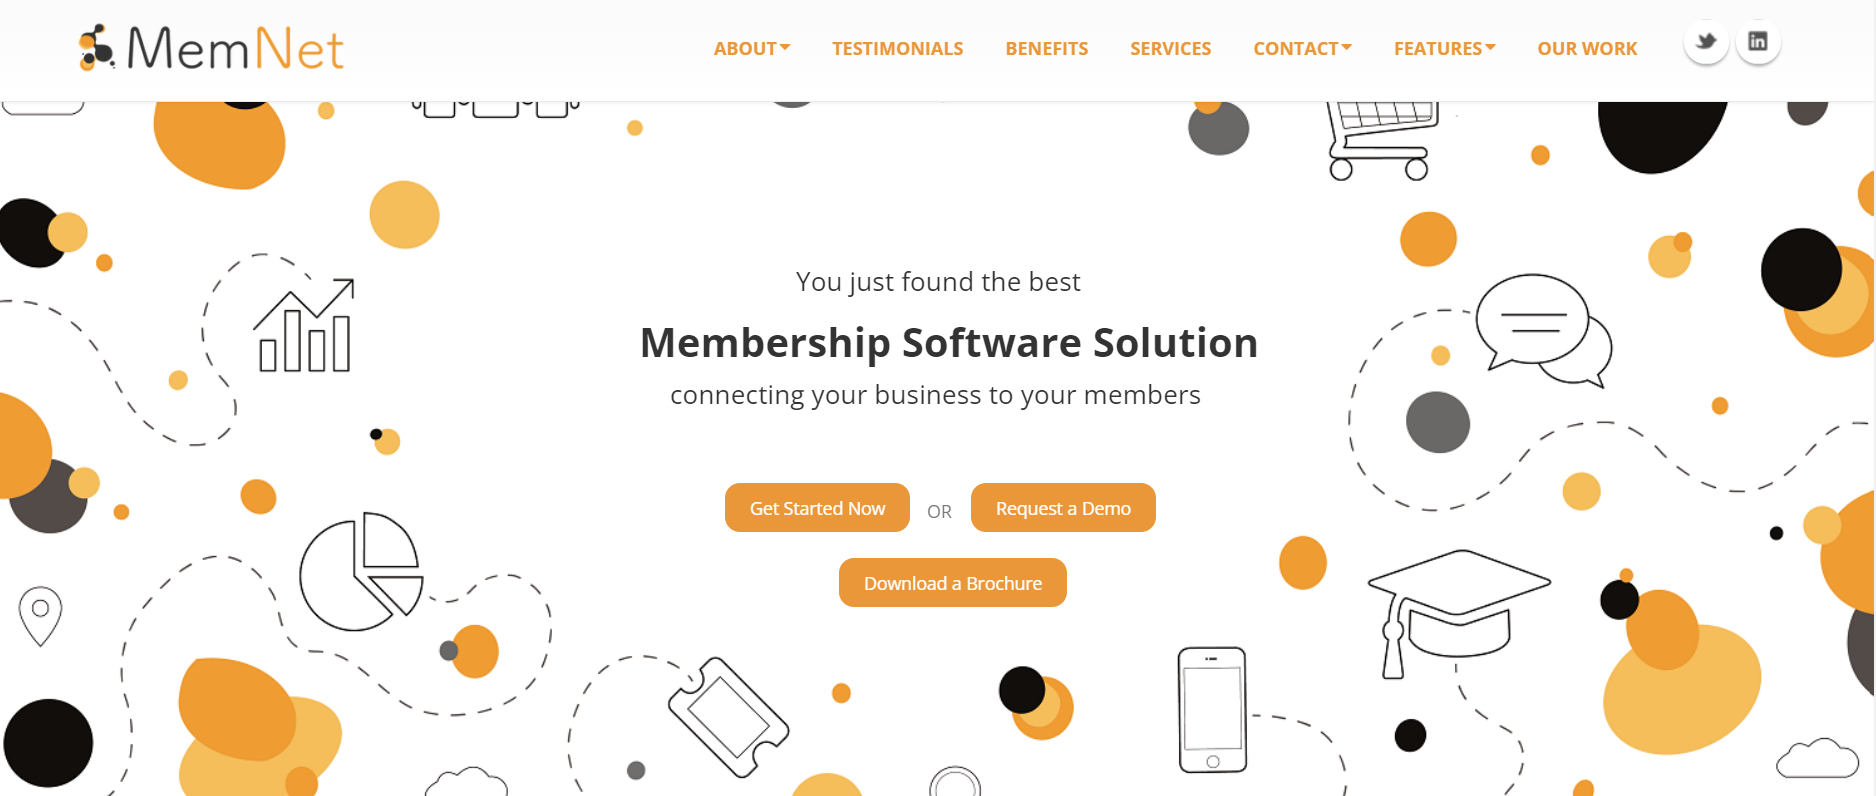 MemNet
ABOUT TESTIMONIALS BENEFITS SERVICES CONTACT FEATURES OUR WORK
You just found the best
Membership Software Solution
connecting your business to your members
Get Started Now OR Request a Demo
Download a Brochure